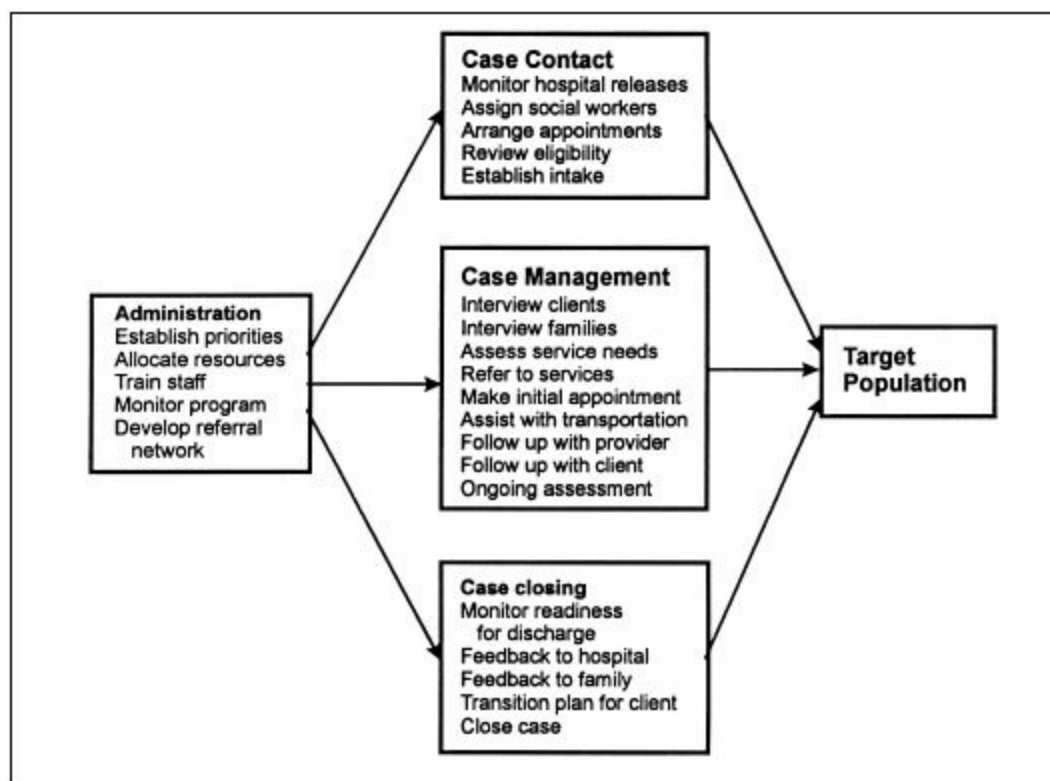 Case Contact
Monitor hospital releases
Assign social workers
Arrange appointments
Review eligibility
Establish intake
Administration
Establish priorities
Allocate resources
Train staff
Monitor program
Develop referral
network
Case Management
Interview clients
Interview families
Assess service needs
Refer to services
Make initial appointment
Assist with transportation
Follow up with provider
Follow up with client
Ongoing assessment
Case closing
Monitor readiness
for discharge
Feedback to hospital
Feedback to family
Transition plan for client
Close case
Target
Population